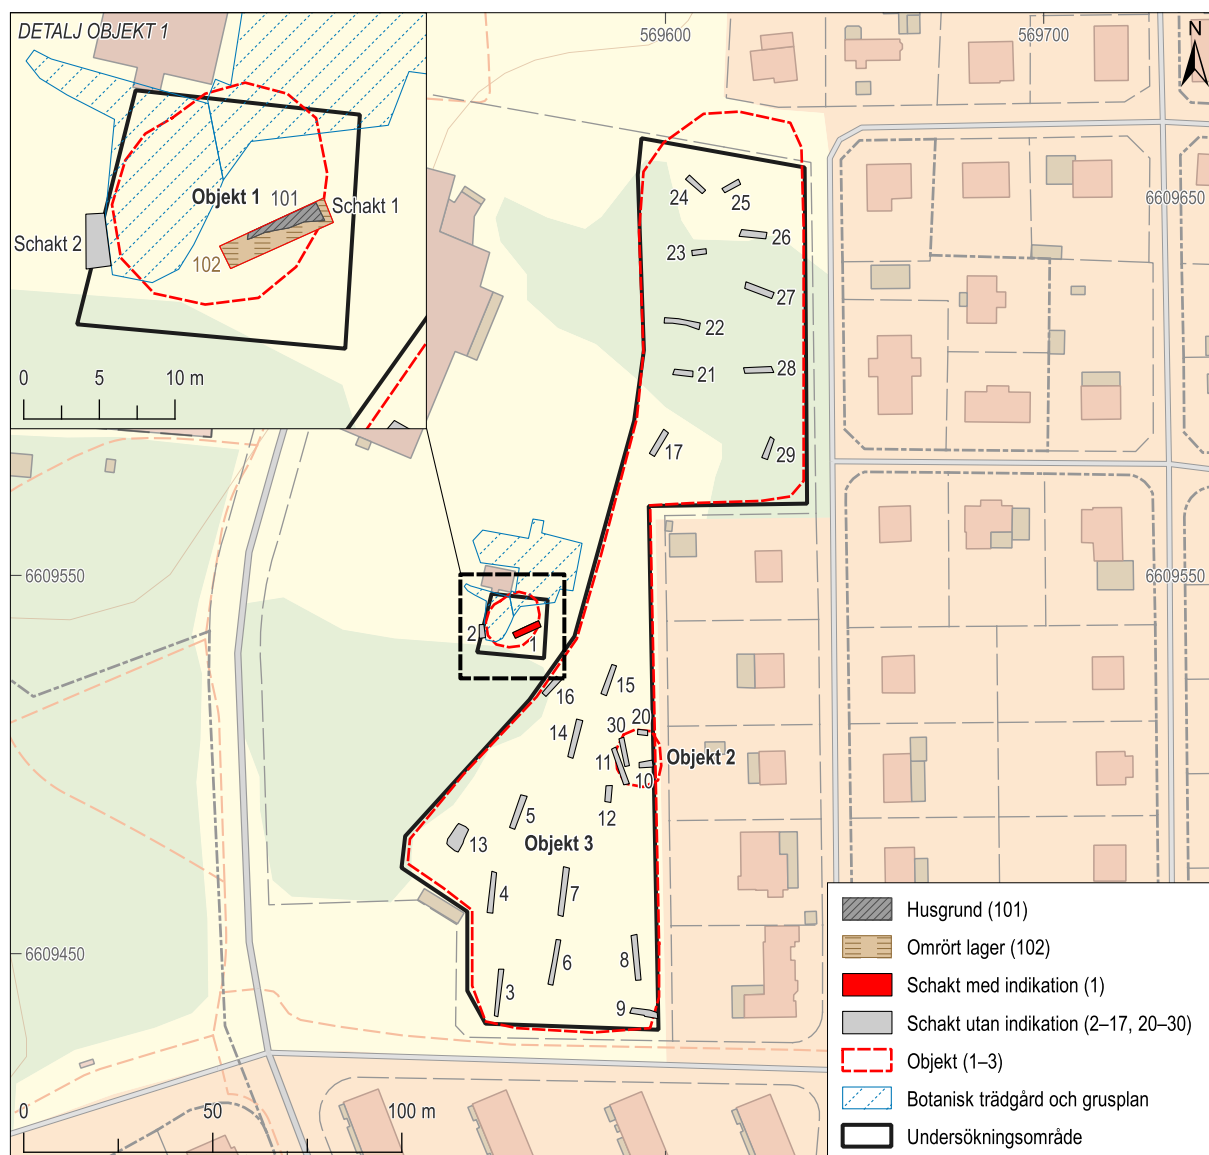 DETALJ OBJEKT 1
Objekt 1
101
Schakt 1
Schakt 2
102
0 5 10 m
569600
569700
N
6609650
24
25
26
23
27
22
28
21
17
29
6609550
6609550
2
1
16
15
14
20
30
11
Objekt 2
10
12
5
13
Objekt 3
4
7
6609450
6
8
3
9
0 50 100 m
Husgrund (101)
Omrört lager (102)
Schakt med indikation (1)
Schakt utan indikation (2–17, 20–30)
Objekt (1–3)
Botanisk trädgård och grusplan
Undersökningsområde